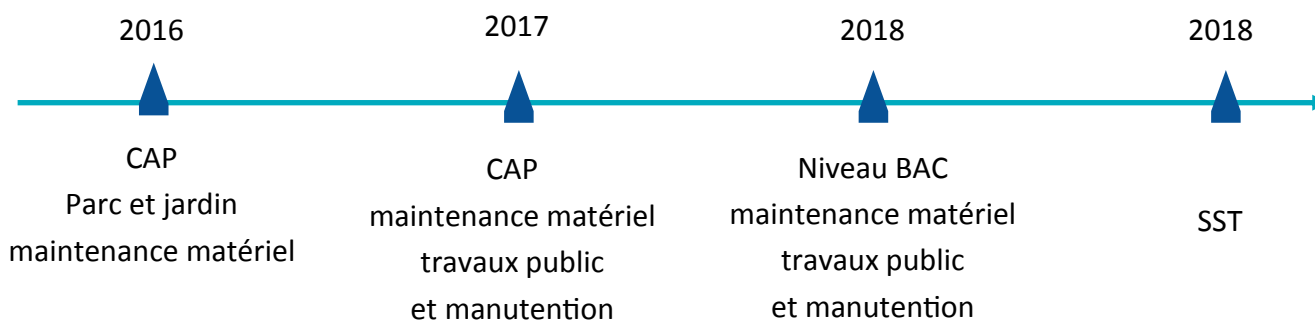 2016
2017
2018
2018
CAP
Parc et jardin
maintenance matériel
CAP
maintenance matériel
travaux public
et manutention
Niveau BAC
maintenance matériel
travaux public
et manutention
SST